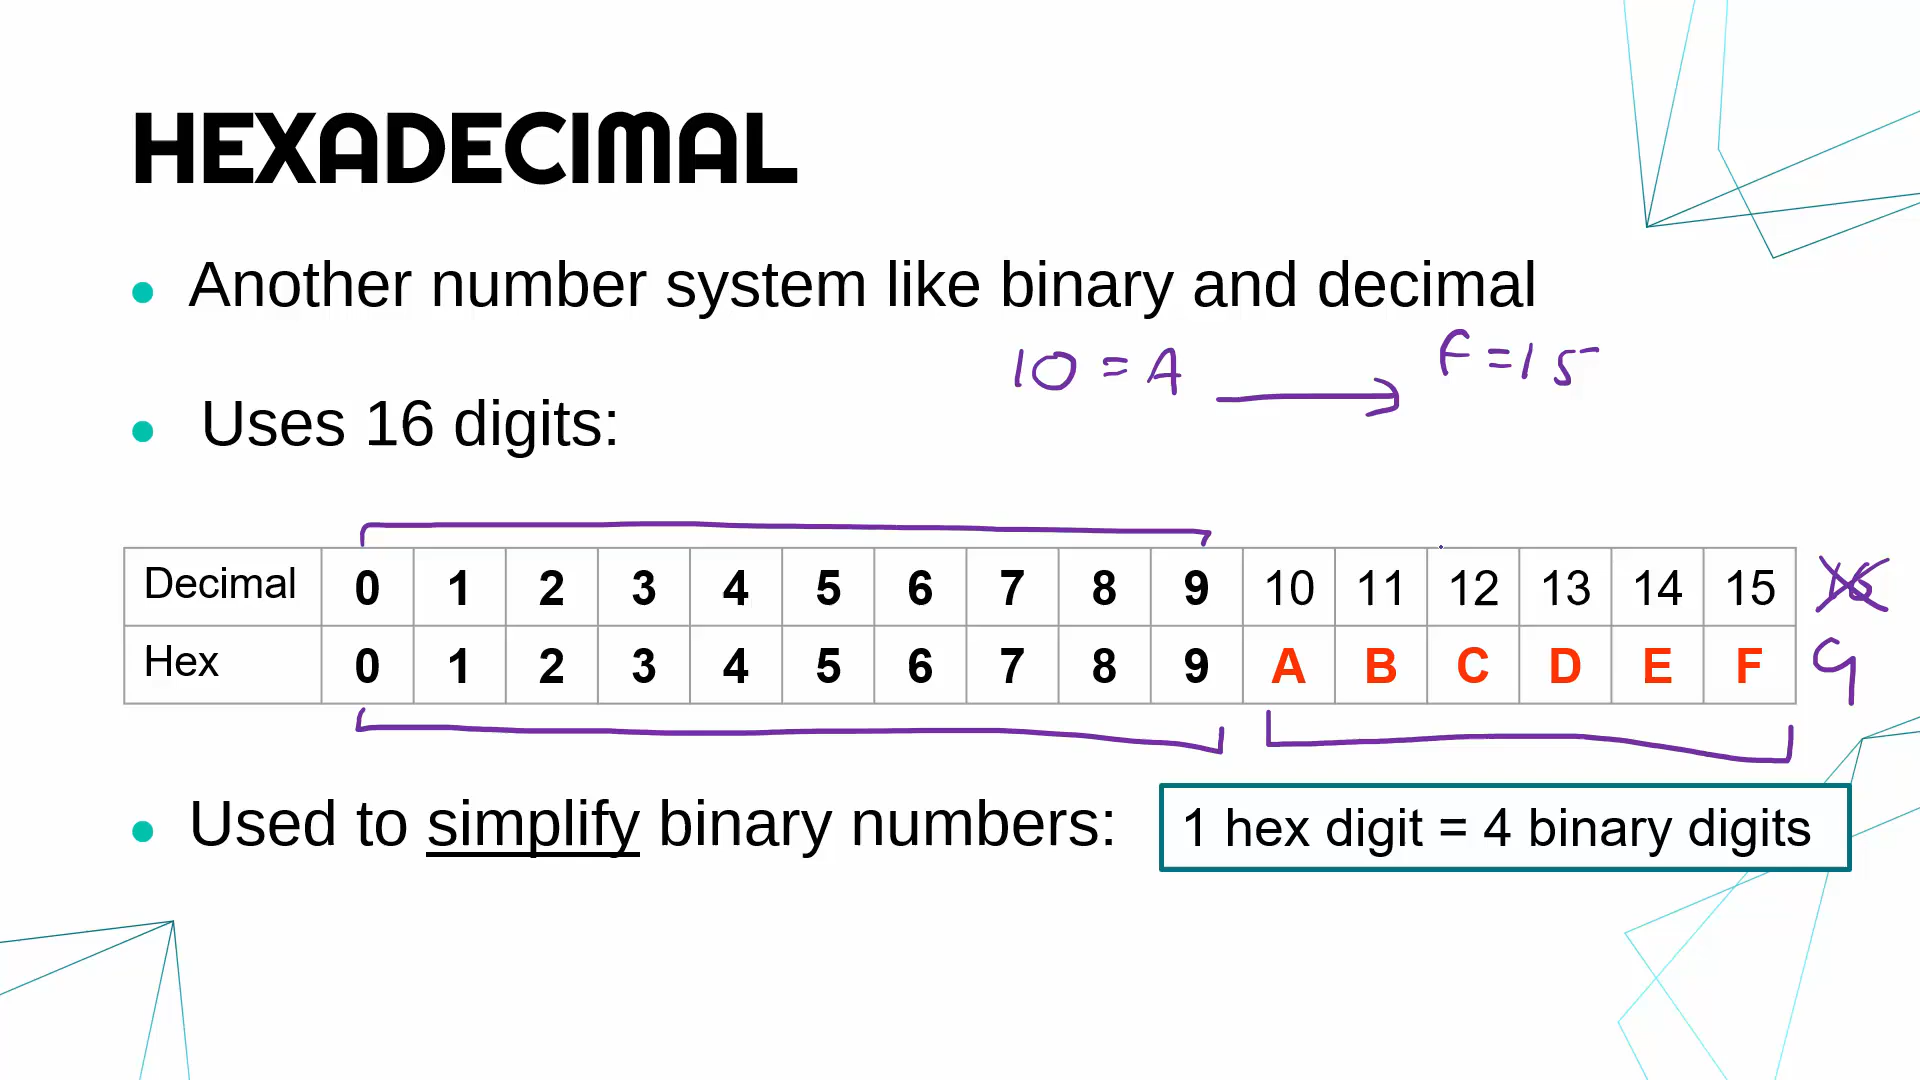 HEXADECIMAL
Another number system like binary and decimal
10 = A → F = 15
Uses 16 digits:
Decimal 0 1 2 3 4 5 6 7 8 9 10 11 12 13 14 15 16
Hex 0 1 2 3 4 5 6 7 8 9 A B C D E F G
Used to simplify binary numbers: 1 hex digit = 4 binary digits